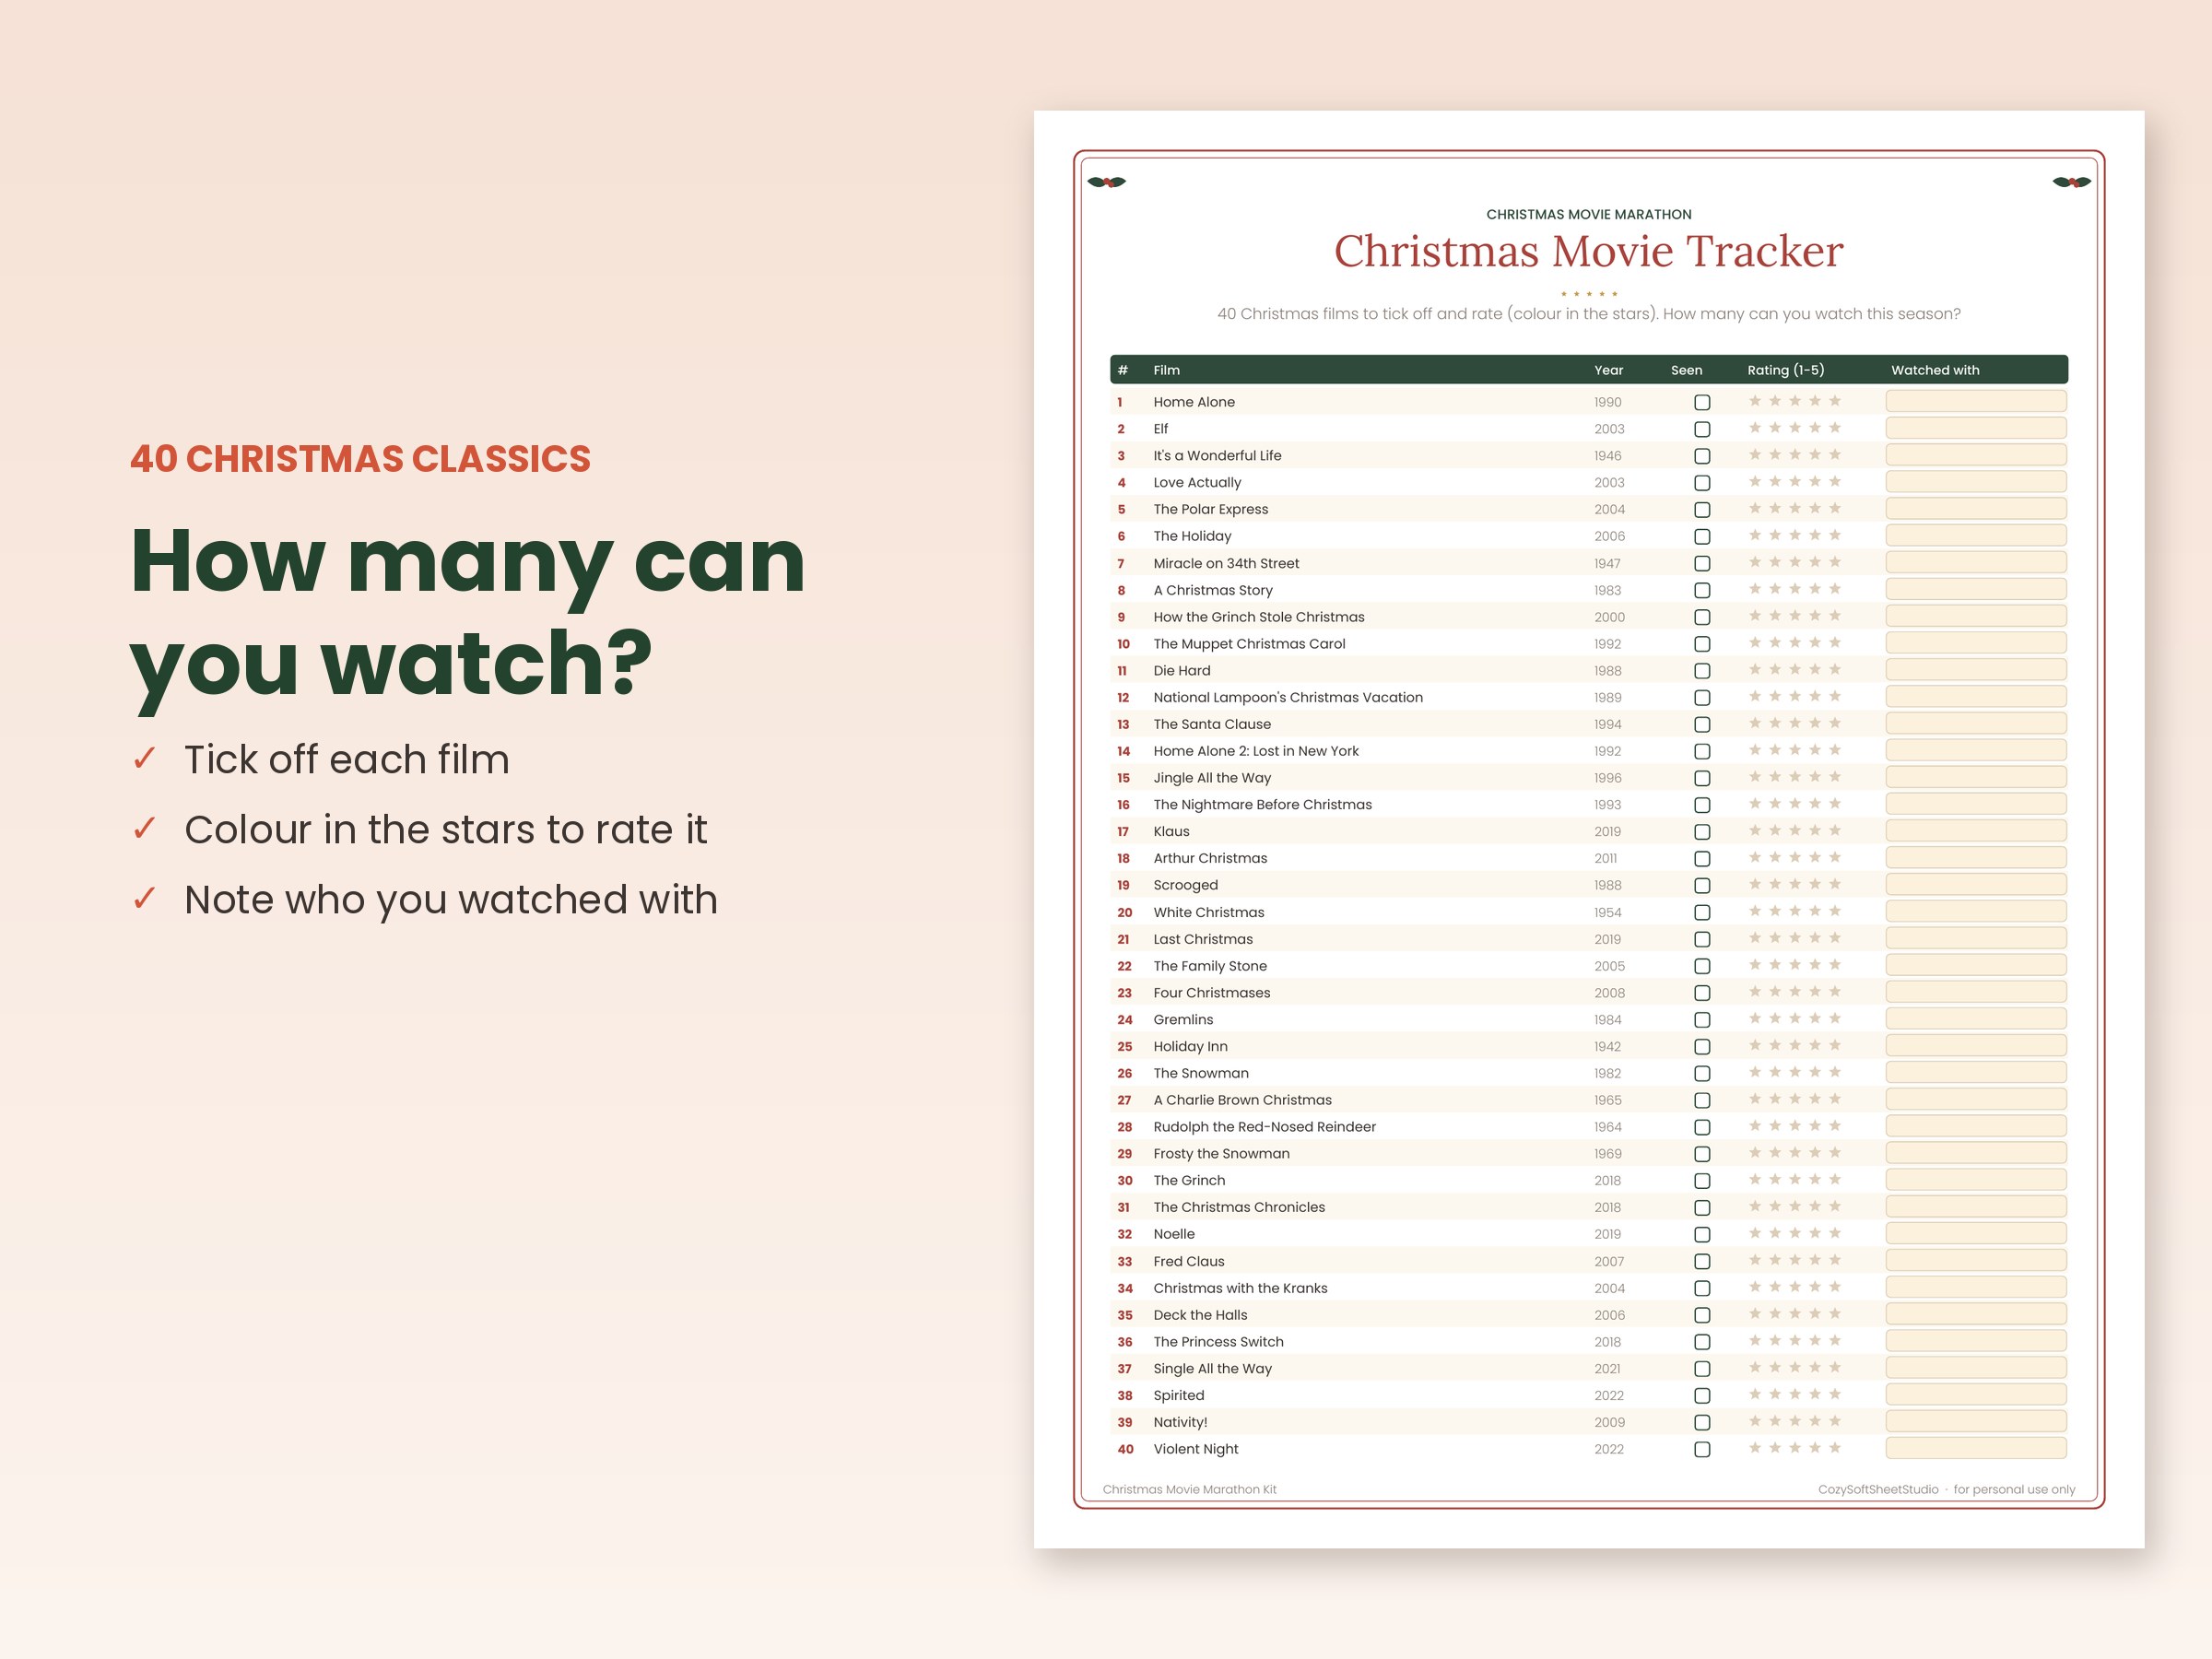 40 CHRISTMAS CLASSICS
How many can
you watch?
✓ Tick off each film
✓ Colour in the stars to rate it
✓ Note who you watched with
CHRISTMAS MOVIE MARATHON
Christmas Movie Tracker
40 Christmas films to tick off and rate (colour in the stars). How many can you watch this season?
# Film Year Seen Rating (1-5) Watched with
1 Home Alone 1990
2 Elf 2003
3 It's a Wonderful Life 1946
4 Love Actually 2003
5 The Polar Express 2004
6 The Holiday 2006
7 Miracle on 34th Street 1947
8 A Christmas Story 1983
9 How the Grinch Stole Christmas 2000
10 The Muppet Christmas Carol 1992
11 Die Hard 1988
12 National Lampoon's Christmas Vacation 1989
13 The Santa Clause 1994
14 Home Alone 2: Lost in New York 1992
15 Jingle All the Way 1996
16 The Nightmare Before Christmas 1993
17 Klaus 2019
18 Arthur Christmas 2011
19 Scrooged 1988
20 White Christmas 1954
21 Last Christmas 2019
22 The Family Stone 2005
23 Four Christmases 2008
24 Gremlins 1984
25 Holiday Inn 1942
26 The Snowman 1982
27 A Charlie Brown Christmas 1965
28 Rudolph the Red-Nosed Reindeer 1964
29 Frosty the Snowman 1969
30 The Grinch 2018
31 The Christmas Chronicles 2018
32 Noelle 2019
33 Fred Claus 2007
34 Christmas with the Kranks 2004
35 Deck the Halls 2006
36 The Princess Switch 2018
37 Single All the Way 2021
38 Spirited 2022
39 Nativity! 2009
40 Violent Night 2022
Christmas Movie Marathon Kit
CozySoftSheetStudio · for personal use only